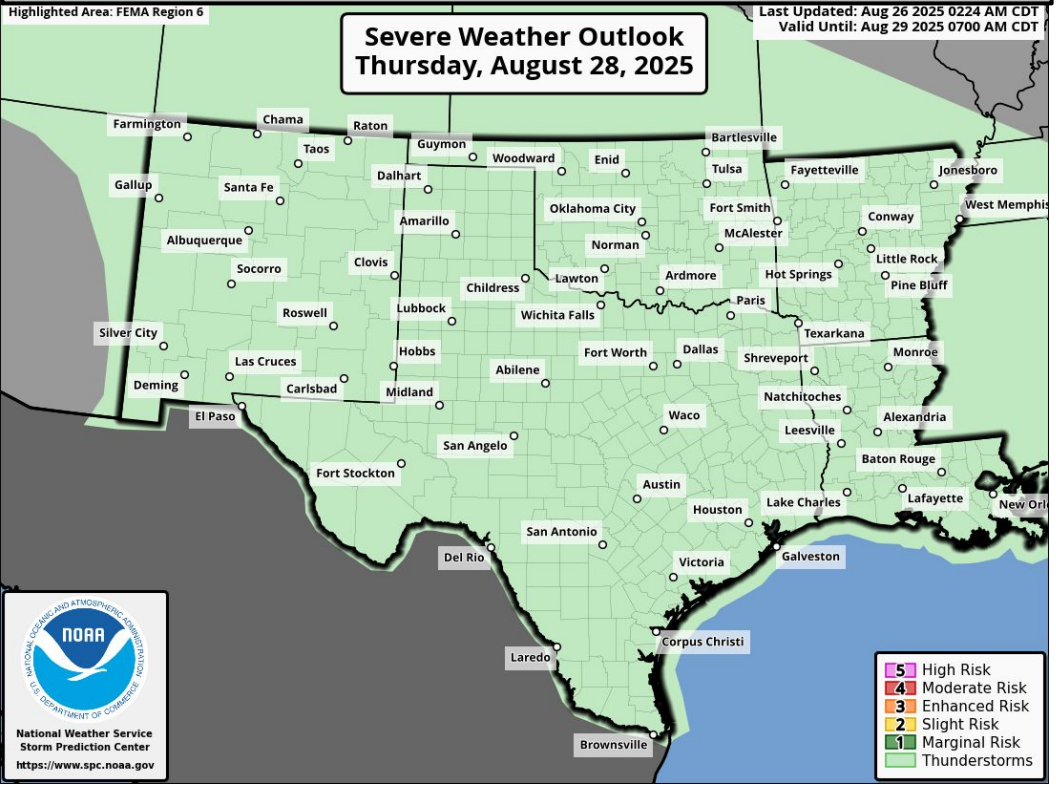 Highlighted Area: FEMA Region 6
Last Updated: Aug 26 2025 0224 AM CDT
Valid Until: Aug 29 2025 0700 AM CDT
Severe Weather Outlook
Thursday, August 28, 2025
Farmington
Chama
Raton
Taos
Guymon
Woodward
Enid
Bartlesville
Tulsa
Fayetteville
Jonesboro
Gallup
Santa Fe
Dalhart
West Memphis
Albuquerque
Amarillo
Oklahoma City
Fort Smith
Conway
Norman
McAlester
Little Rock
Socorro
Clovis
Childress
Lawton
Ardmore
Hot Springs
Pine Bluff
Roswell
Lubbock
Wichita Falls
Paris
Silver City
Texarkana
Las Cruces
Hobbs
Fort Worth
Dallas
Shreveport
Monroe
Deming
Carlsbad
Midland
Abilene
Natchitoches
El Paso
Waco
Leesville
Alexandria
San Angelo
Fort Stockton
Baton Rouge
Austin
Houston
Lake Charles
Lafayette
New Orl
San Antonio
Del Rio
Victoria
Galveston
Laredo
Corpus Christi
Brownsville
NATIONAL OCEANIC AND ATMOSPHERIC ADMINISTRATION
NOAA
U.S. DEPARTMENT OF COMMERCE
National Weather Service
Storm Prediction Center
https://www.spc.noaa.gov
5 High Risk
4 Moderate Risk
3 Enhanced Risk
2 Slight Risk
1 Marginal Risk
Thunderstorms